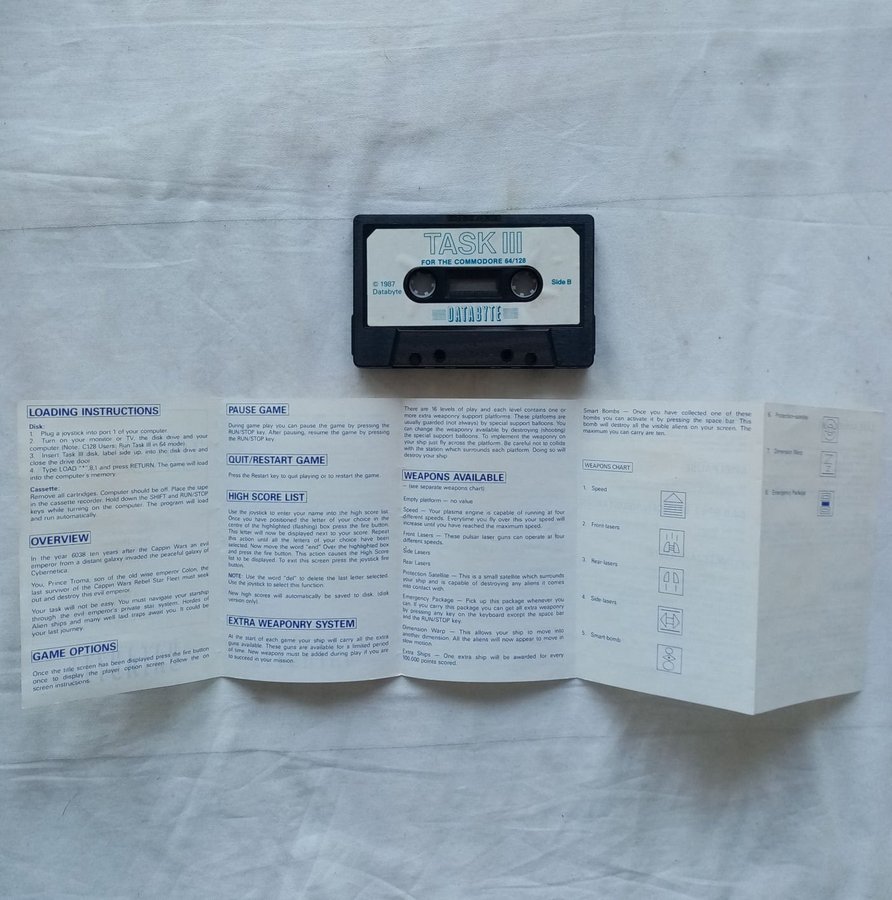 TASK III
FOR THE COMMODORE 64/128
© 1987
Databyte
Side B
DATABYTE
LOADING INSTRUCTIONS
Disk:
1. Plug a joystick into port 1 of your computer.
2. Turn on your monitor or TV, the disk drive and your
computer (Note: C128 Users: Run Task III in 64 mode)
3. Insert Task III disk, label side up, into the disk drive and
close the drive door.
4. Type LOAD "*",8,1 and press RETURN. The game will load
into the computer's memory.
Cassette:
Remove all cartridges. Computer should be off. Place the tape
in the cassette recorder. Hold down the SHIFT and RUN/STOP
keys while turning on the computer. The program will load
and run automatically.
OVERVIEW
In the year 6038 ten years after the Cappin Wars an evil
emperor from a distant galaxy invaded the peaceful galaxy of
Cybernetica
You, Prince Troma, son of the old wise emperor Colon, the
last survivor of the Cappin Wars Rebel Star Fleet must seek
out and destroy this evil emperor.
Your task will not be easy. You must navigate your starship
through the evil emperor's private star system. Hordes of
Alien ships and many well laid traps await you. It could be
your last journey.
GAME OPTIONS
Once the title screen has been displayed press the fire button
once to display the player option screen. Follow the on
screen instructions.
PAUSE GAME
During game play you can pause the game by pressing the
RUN/STOP key. After pausing, resume the game by pressing
the RUN/STOP key.
QUIT/RESTART GAME
Press the Restart key to quit playing or to restart the game.
HIGH SCORE LIST
Use the joystick to enter your name into the high score list.
Once you have positioned the letter of your choice in the
centre of the highlighted (flashing) box press the fire button.
This letter will now be displayed next to your score. Repeat
this action until all the letters of your choice have been
selected. Now move the word "end" Over the highlighted box
and press the fire button. This action causes the High Score
list to be displayed. To exit this screen press the joystick fire
button.
NOTE: Use the word "del" to delete the last letter selected.
Use the joystick to select this function.
New high scores will automatically be saved to disk. (disk
version only).
EXTRA WEAPONRY SYSTEM
At the start of each game your ship will carry all the extra
guns available. These guns are available for a limited period
of time. New weapons must be added during play if you are
to succeed in your mission.
There are 16 levels of play and each level contains one or
more extra weaponry support platforms. These platforms are
usually guarded (not always) by special support balloons. You
can change the weaponry available by destroying (shooting)
the special support balloons. To implement the weaponry on
your ship just fly across the platform. Be careful not to collide
with the station which surrounds each platform. Doing so will
destroy your ship
WEAPONS AVAILABLE
— (see separate weapons chart)
Empty platform — no value
Speed — Your plasma engine is capable of running at four
different speeds. Everytime you fly over this your speed will
increase until you have reached the maximum speed.
Front Lasers — These pulsar laser guns can operate at four
different speeds.
Side Lasers
Rear Lasers
Protection Satellite — This is a small satellite which surrounds
your ship and is capable of destroying any aliens it comes
into contact with.
Emergency Package — Pick up this package whenever you
can. If you carry this package you can get all extra weaponry
by pressing any key on the keyboard except the space bar
and the RUN/STOP key.
Dimension Warp — This allows your ship to move into
another dimension. All the aliens will now appear to move in
slow motion.
Extra Ships — One extra ship will be awarded for every
100,000 points scored.
Smart Bombs — Once you have collected one of these
bombs you can activate it by pressing the space bar. This
bomb will destroy all the visible aliens on your screen. The
maximum you can carry are ten.
WEAPONS CHART
1. Speed
2. Front-lasers
3. Rear-lasers
4. Side-lasers
5. Smart-bomb
6. Protection-satellite
7. Dimension Warp
8. Emergency Package